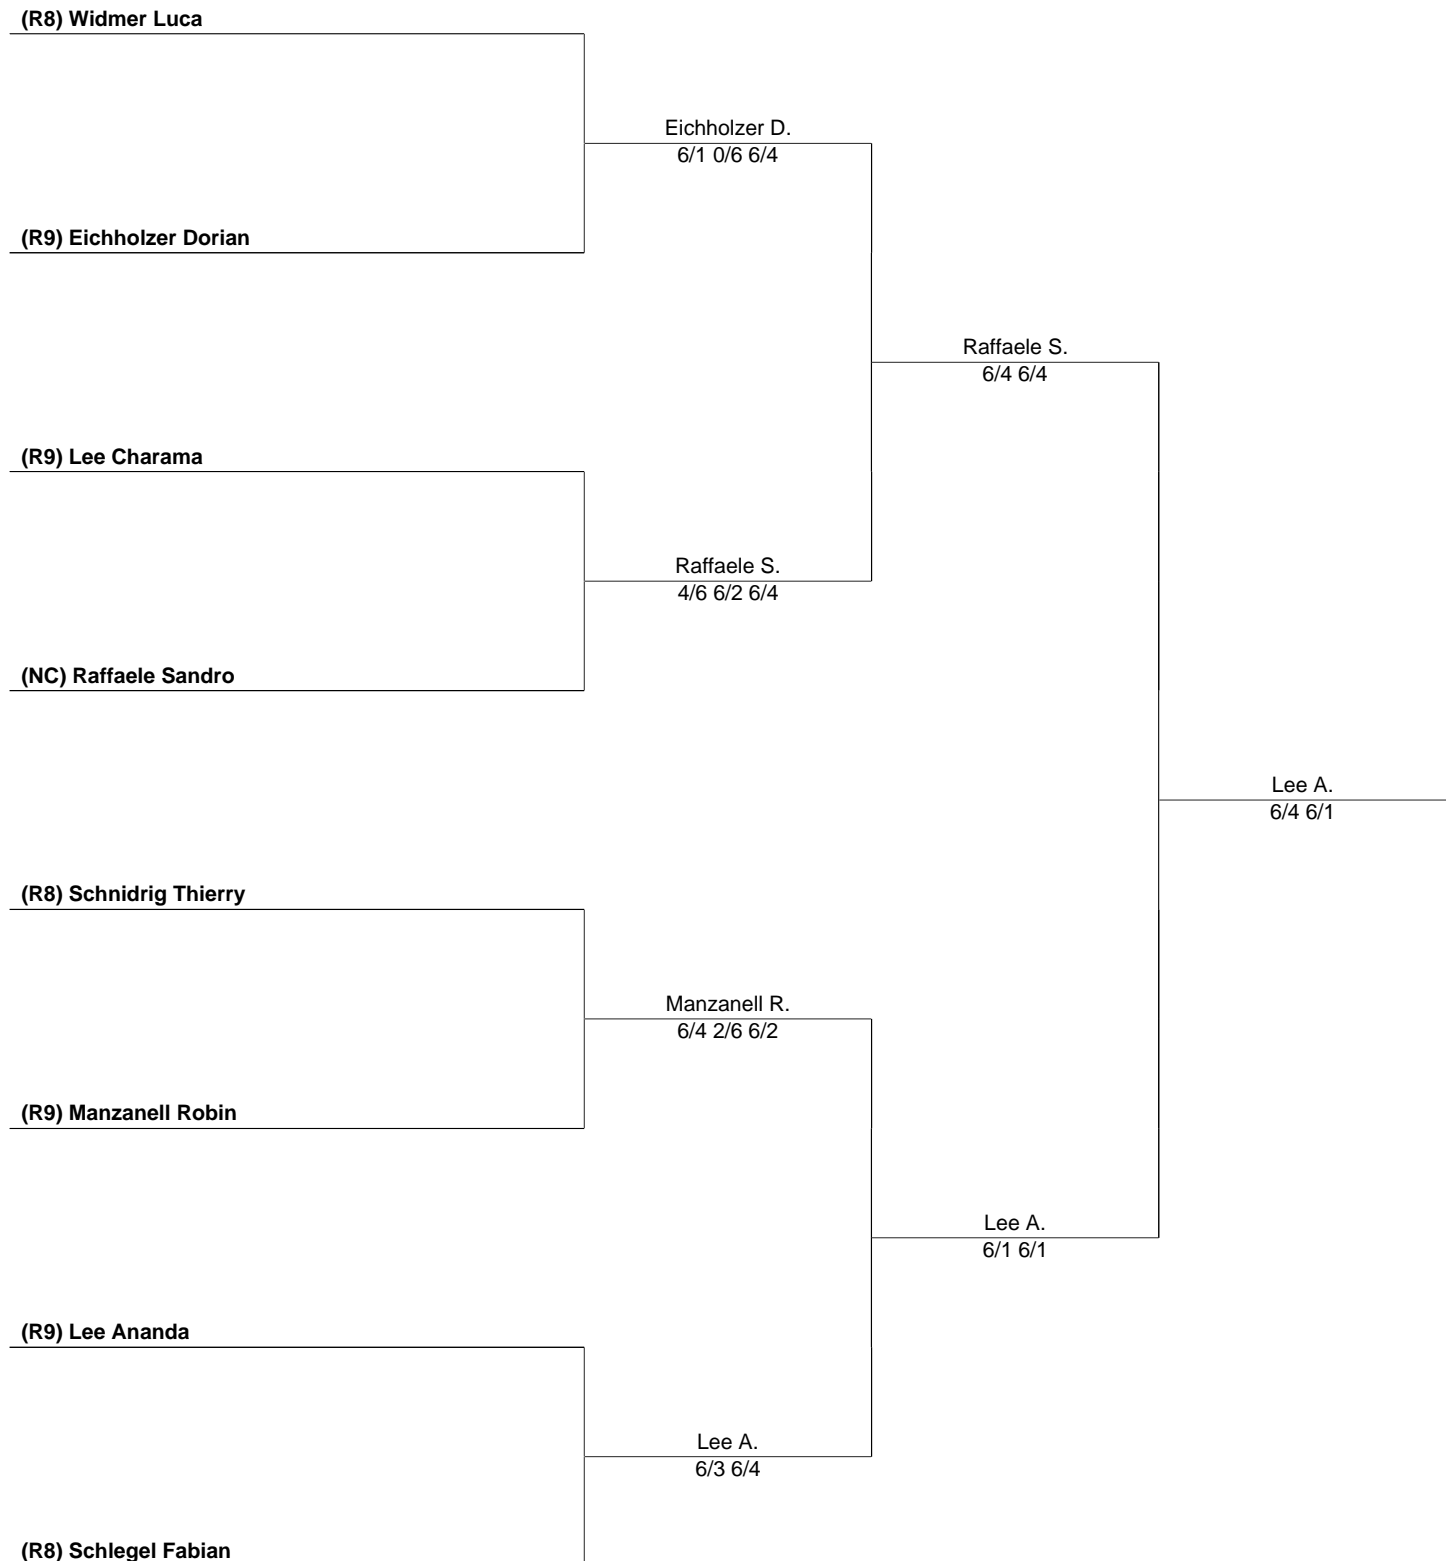 (R8) Widmer Luca
Eichholzer D.
6/1 0/6 6/4
(R9) Eichholzer Dorian
Raffaele S.
6/4 6/4
(R9) Lee Charama
Raffaele S.
4/6 6/2 6/4
(NC) Raffaele Sandro
Lee A.
6/4 6/1
(R8) Schnidrig Thierry
Manzanell R.
6/4 2/6 6/2
(R9) Manzanell Robin
Lee A.
6/1 6/1
(R9) Lee Ananda
Lee A.
6/3 6/4
(R8) Schlegel Fabian